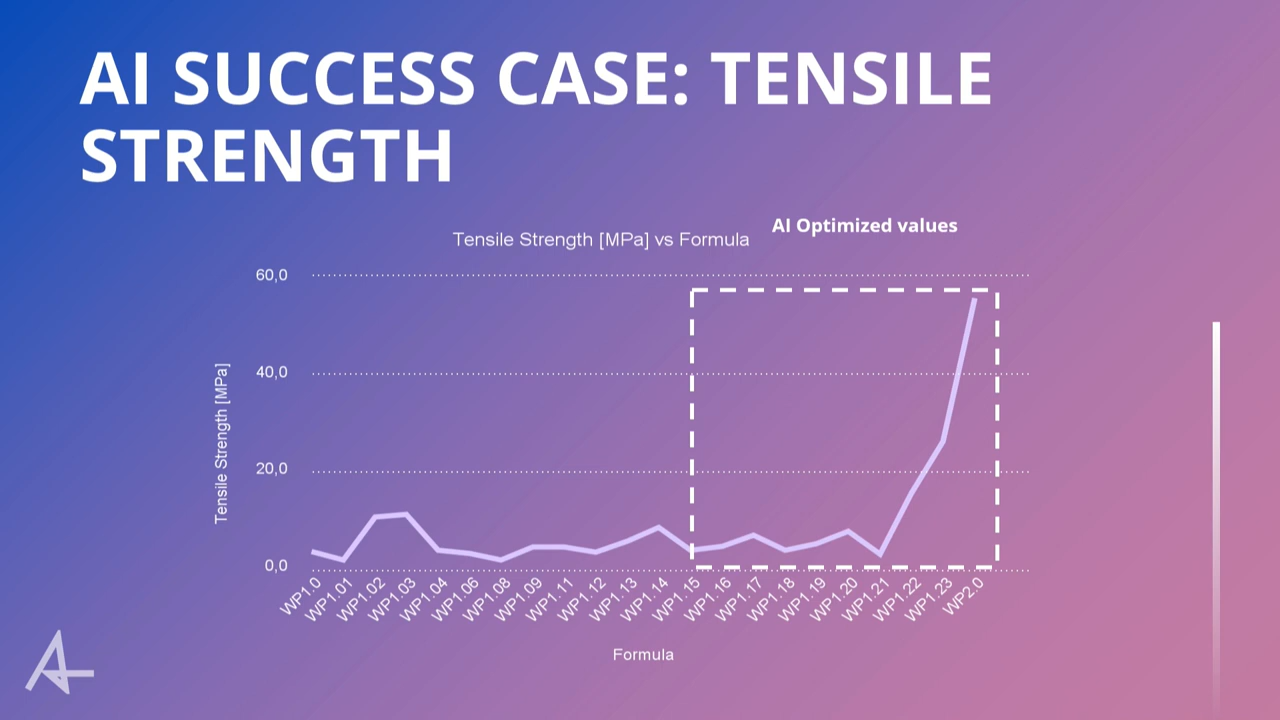 AI SUCCESS CASE: TENSILE
STRENGTH
AI Optimized values
Tensile Strength [MPa] vs Formula
60,0
40,0
20,0
0,0
Tensile Strength [MPa]
WP1.0
WP1.01
WP1.02
WP1.03
WP1.04
WP1.06
WP1.08
WP1.09
WP1.11
WP1.12
WP1.13
WP1.14
WP1.15
WP1.16
WP1.17
WP1.18
WP1.19
WP1.20
WP1.21
WP1.22
WP1.23
WP2.0
Formula